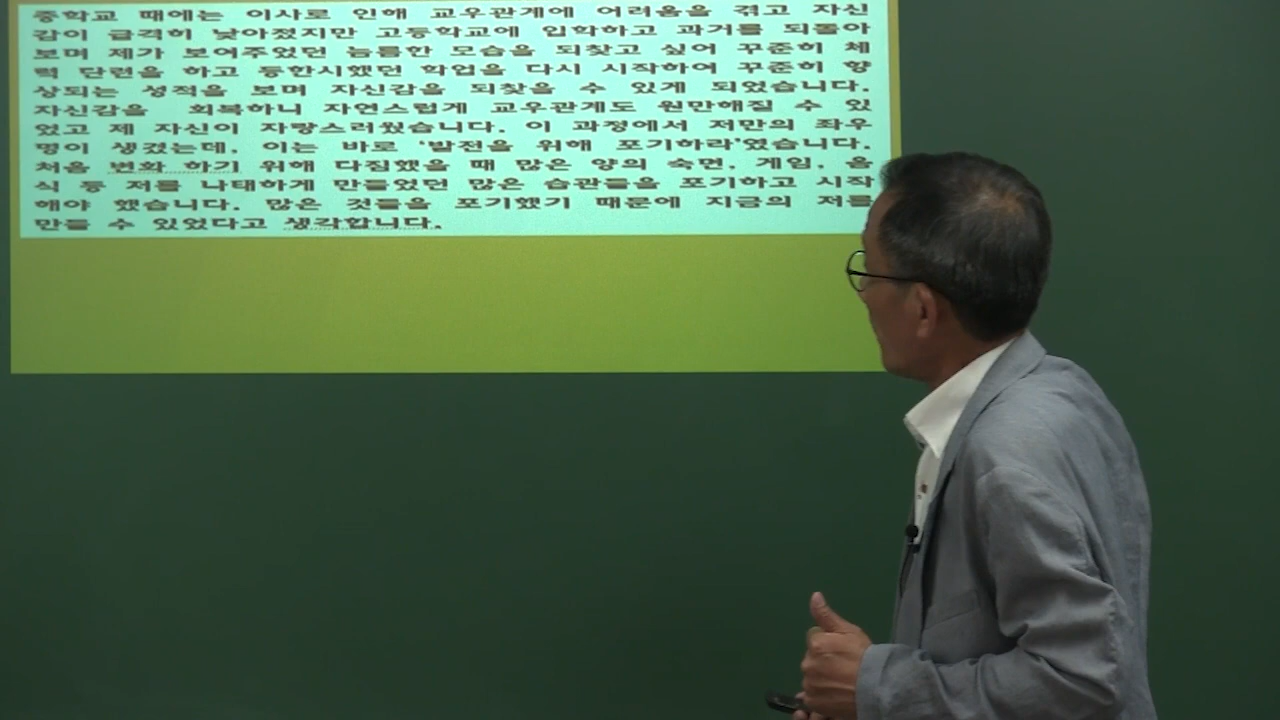 중학교 때에는 이사로 인해 교우관계에 어려움을 겪고 자신
감이 급격히 낮아졌지만 고등학교에 입학하고 과거를 되돌아
보며 제가 보여주었던 늠름한 모습을 되찾고 싶어 꾸준히 체
력 단련을 하고 등한시했던 학업을 다시 시작하여 꾸준히 향
상되는 성적을 보며 자신감을 되찾을 수 있게 되었습니다.
자신감을 회복하니 자연스럽게 교우관계도 원만해질 수 있
었고 제 자신이 자랑스러웠습니다. 이 과정에서 저만의 좌우
명이 생겼는데, 이는 바로 '발전을 위해 포기하라'였습니다.
처음 변화 하기 위해 다짐했을 때 많은 양의 숙면, 게임, 음
식 등 저를 나태하게 만들었던 많은 습관들을 포기하고 시작
해야 했습니다. 많은 것들을 포기했기 때문에 지금의 저를
만들 수 있었다고 생각합니다.